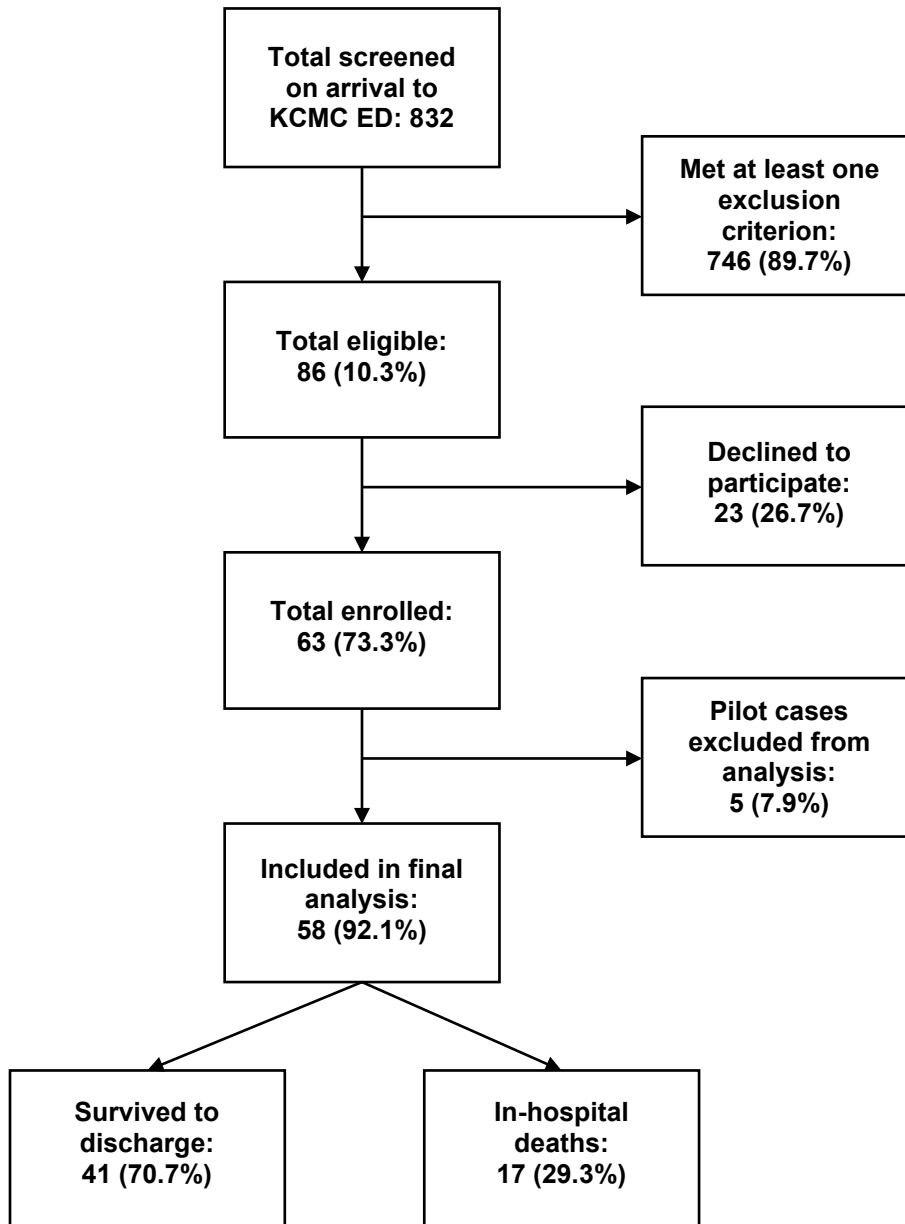 Total screened
on arrival to
KCMC ED: 832
Met at least one
exclusion
criterion:
746 (89.7%)
Total eligible:
86 (10.3%)
Declined to
participate:
23 (26.7%)
Total enrolled:
63 (73.3%)
Pilot cases
excluded from
analysis:
5 (7.9%)
Included in final
analysis:
58 (92.1%)
Survived to
discharge:
41 (70.7%)
In-hospital
deaths:
17 (29.3%)